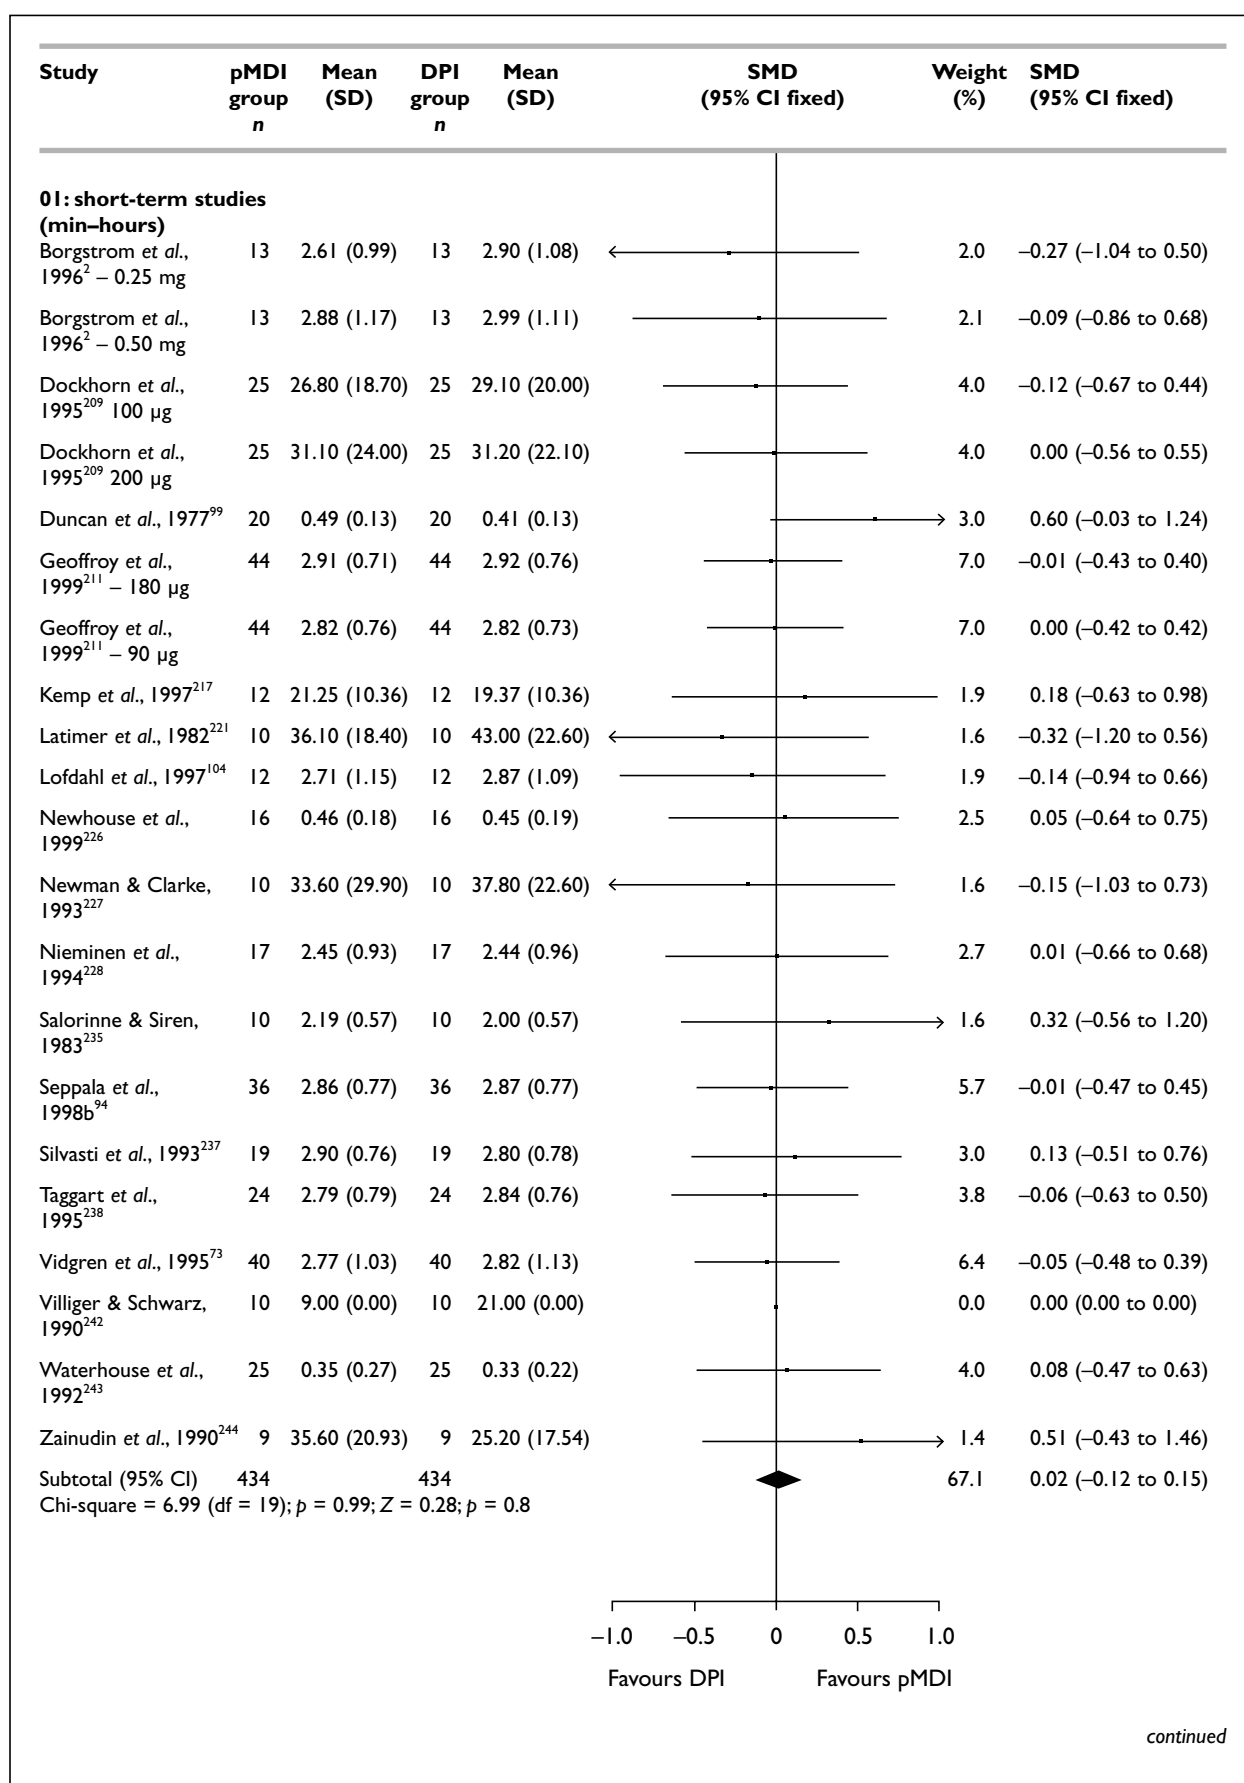 Study pMDI Mean DPI Mean SMD Weight SMD
group (SD) group (SD) (95% CI fixed) (%) (95% CI fixed)
n n
01: short-term studies
(min–hours)
Borgstrom et al., 13 2.61 (0.99) 13 2.90 (1.08) 2.0 –0.27 (–1.04 to 0.50)
1996² – 0.25 mg
Borgstrom et al., 13 2.88 (1.17) 13 2.99 (1.11) 2.1 –0.09 (–0.86 to 0.68)
1996² – 0.50 mg
Dockhorn et al., 25 26.80 (18.70) 25 29.10 (20.00) 4.0 –0.12 (–0.67 to 0.44)
1995²⁰⁹ 100 µg
Dockhorn et al., 25 31.10 (24.00) 25 31.20 (22.10) 4.0 0.00 (–0.56 to 0.55)
1995²⁰⁹ 200 µg
Duncan et al., 1977⁹⁹ 20 0.49 (0.13) 20 0.41 (0.13) 3.0 0.60 (–0.03 to 1.24)
Geoffroy et al., 44 2.91 (0.71) 44 2.92 (0.76) 7.0 –0.01 (–0.43 to 0.40)
1999²¹¹ – 180 µg
Geoffroy et al., 44 2.82 (0.76) 44 2.82 (0.73) 7.0 0.00 (–0.42 to 0.42)
1999²¹¹ – 90 µg
Kemp et al., 1997²¹⁷ 12 21.25 (10.36) 12 19.37 (10.36) 1.9 0.18 (–0.63 to 0.98)
Latimer et al., 1982²²¹ 10 36.10 (18.40) 10 43.00 (22.60) 1.6 –0.32 (–1.20 to 0.56)
Lofdahl et al., 1997¹⁰⁴ 12 2.71 (1.15) 12 2.87 (1.09) 1.9 –0.14 (–0.94 to 0.66)
Newhouse et al., 16 0.46 (0.18) 16 0.45 (0.19) 2.5 0.05 (–0.64 to 0.75)
1999²²⁶
Newman & Clarke, 10 33.60 (29.90) 10 37.80 (22.60) 1.6 –0.15 (–1.03 to 0.73)
1993²²⁷
Nieminen et al., 17 2.45 (0.93) 17 2.44 (0.96) 2.7 0.01 (–0.66 to 0.68)
1994²²⁸
Salorinne & Siren, 10 2.19 (0.57) 10 2.00 (0.57) 1.6 0.32 (–0.56 to 1.20)
1983²³⁵
Seppala et al., 36 2.86 (0.77) 36 2.87 (0.77) 5.7 –0.01 (–0.47 to 0.45)
1998b⁹⁴
Silvasti et al., 1993²³⁷ 19 2.90 (0.76) 19 2.80 (0.78) 3.0 0.13 (–0.51 to 0.76)
Taggart et al., 24 2.79 (0.79) 24 2.84 (0.76) 3.8 –0.06 (–0.63 to 0.50)
1995²³⁸
Vidgren et al., 1995⁷³ 40 2.77 (1.03) 40 2.82 (1.13) 6.4 –0.05 (–0.48 to 0.39)
Villiger & Schwarz, 10 9.00 (0.00) 10 21.00 (0.00) 0.0 0.00 (0.00 to 0.00)
1990²⁴²
Waterhouse et al., 25 0.35 (0.27) 25 0.33 (0.22) 4.0 0.08 (–0.47 to 0.63)
1992²⁴³
Zainudin et al., 1990²⁴⁴ 9 35.60 (20.93) 9 25.20 (17.54) 1.4 0.51 (–0.43 to 1.46)
Subtotal (95% CI) 434 434 67.1 0.02 (–0.12 to 0.15)
Chi-square = 6.99 (df = 19); p = 0.99; Z = 0.28; p = 0.8
–1.0 –0.5 0 0.5 1.0
Favours DPI Favours pMDI
continued